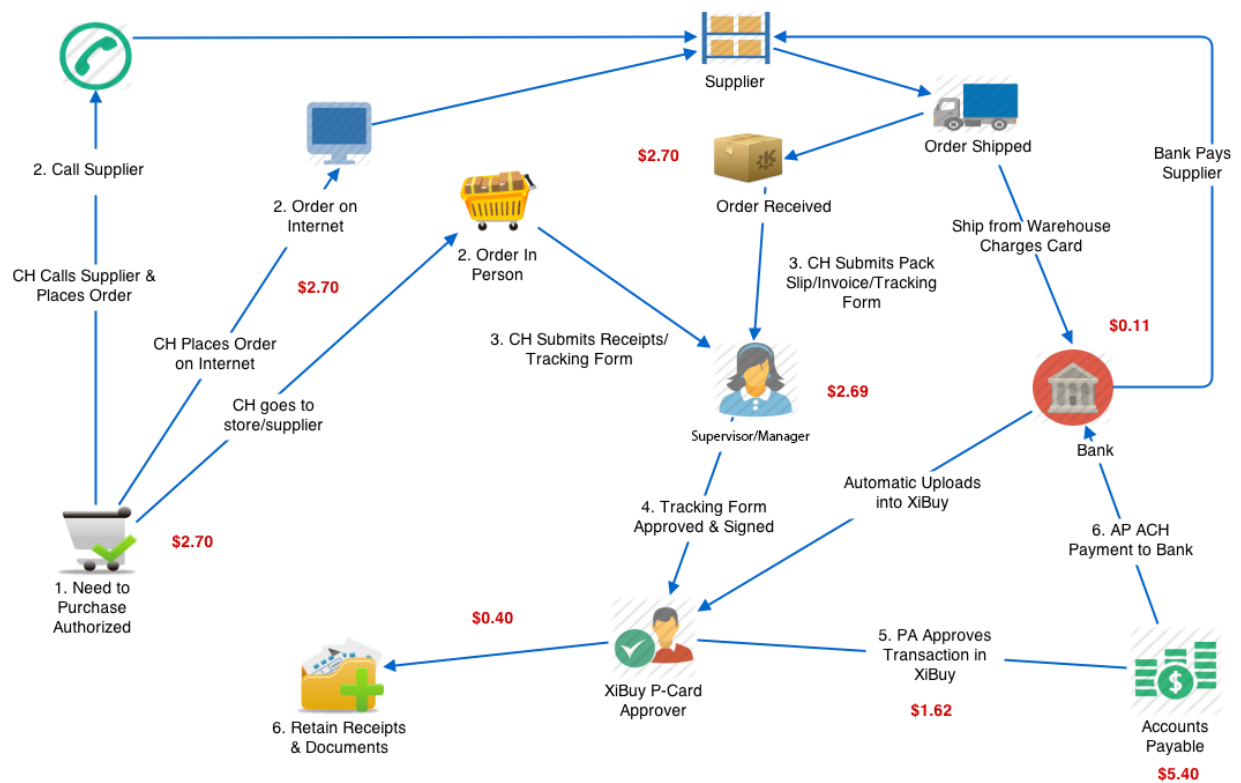 Supplier
Order Shipped
2. Call Supplier
$2.70
Bank Pays
Supplier
2. Order on
Internet
Order Received
2. Order In
Person
Ship from Warehouse
Charges Card
CH Calls Supplier &
Places Order
$2.70
3. CH Submits Pack
Slip/Invoice/Tracking
Form
$0.11
CH Places Order
on Internet
3. CH Submits Receipts/
Tracking Form
CH goes to
store/supplier
$2.69
Supervisor/Manager
Bank
Automatic Uploads
into XiBuy
4. Tracking Form
Approved & Signed
6. AP ACH
Payment to Bank
$2.70
1. Need to
Purchase
Authorized
$0.40
5. PA Approves
Transaction in
XiBuy
XiBuy P-Card
Approver
$1.62
6. Retain Receipts
& Documents
$
Accounts
Payable
$5.40